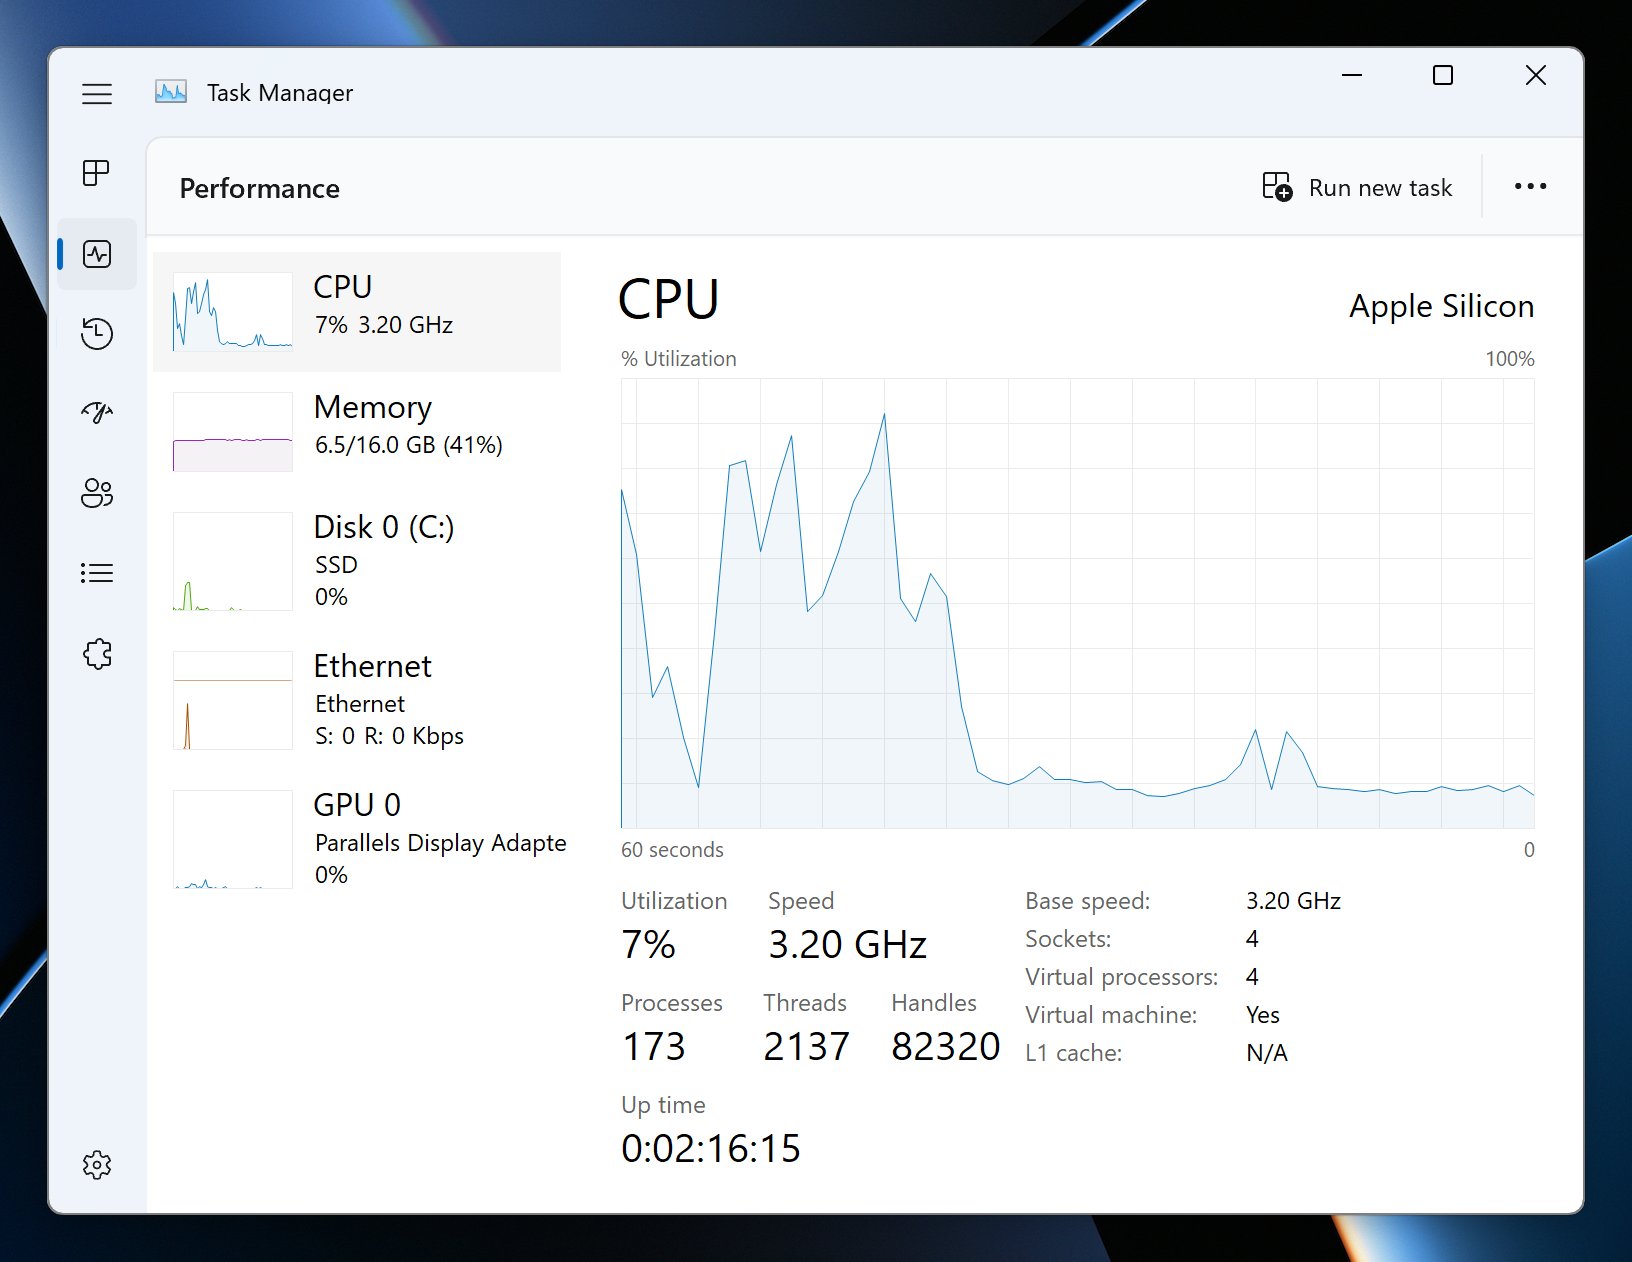 Task Manager
Performance
Run new task
CPU
7% 3.20 GHz
Memory
6.5/16.0 GB (41%)
Disk 0 (C:)
SSD
0%
Ethernet
Ethernet
S: 0 R: 0 Kbps
GPU 0
Parallels Display Adapte
0%
CPU
Apple Silicon
% Utilization
100%
60 seconds
0
Utilization
7%
Speed
3.20 GHz
Processes
173
Threads
2137
Handles
82320
Up time
0:02:16:15
Base speed: 3.20 GHz
Sockets: 4
Virtual processors: 4
Virtual machine: Yes
L1 cache: N/A